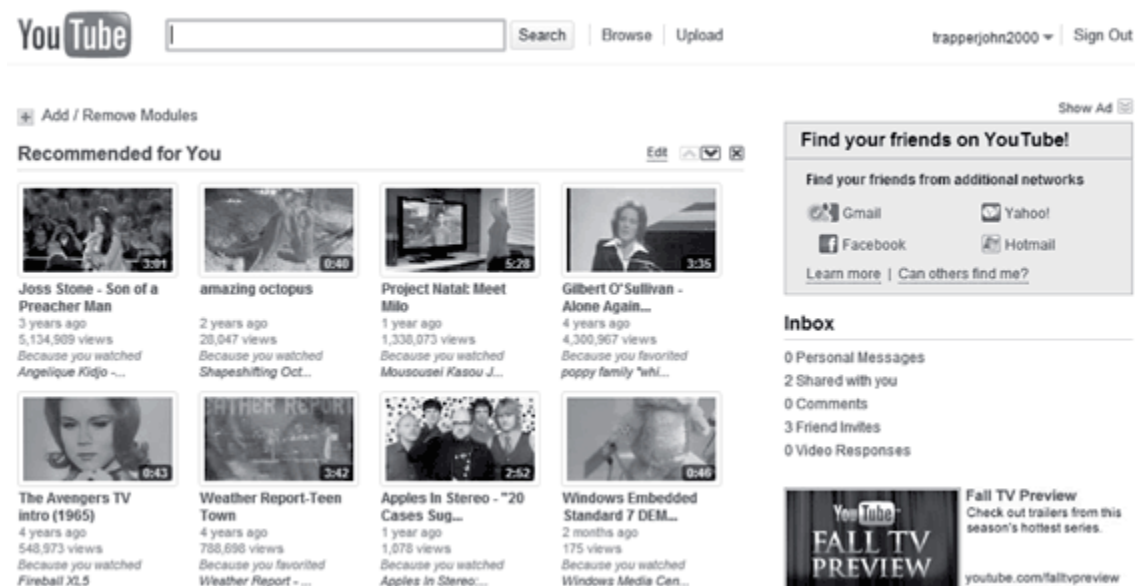 YouTube
Search
Browse
Upload
trapperjohn2000
Sign Out
Add / Remove Modules
Show Ad
Recommended for You
Edit
3:01
0:40
5:28
3:35
Joss Stone - Son of a
Preacher Man
3 years ago
5,134,989 views
Because you watched
Angelique Kidjo -...
amazing octopus
2 years ago
28,047 views
Because you watched
Shapeshifting Oct...
Project Natal: Meet
Milo
1 year ago
1,338,073 views
Because you watched
Mousousei Kasou J...
Gilbert O'Sullivan -
Alone Again...
4 years ago
4,300,967 views
Because you favorited
poppy family "whi...
0:43
WEATHER REPORT
3:42
2:52
0:46
The Avengers TV
intro (1965)
4 years ago
548,973 views
Because you watched
Fireball XL5
Weather Report-Teen
Town
4 years ago
788,698 views
Because you favorited
Weather Report - ...
Apples In Stereo - "20
Cases Sug...
1 year ago
1,078 views
Because you watched
Apples In Stereo:...
Windows Embedded
Standard 7 DEM...
2 months ago
175 views
Because you watched
Windows Media Cen...
Find your friends on YouTube!
Find your friends from additional networks
Gmail
Yahoo!
Facebook
Hotmail
Learn more | Can others find me?
Inbox
0 Personal Messages
2 Shared with you
0 Comments
3 Friend Invites
0 Video Responses
YouTube
FALL TV
PREVIEW
Fall TV Preview
Check out trailers from this
season's hottest series.
youtube.com/falltvpreview